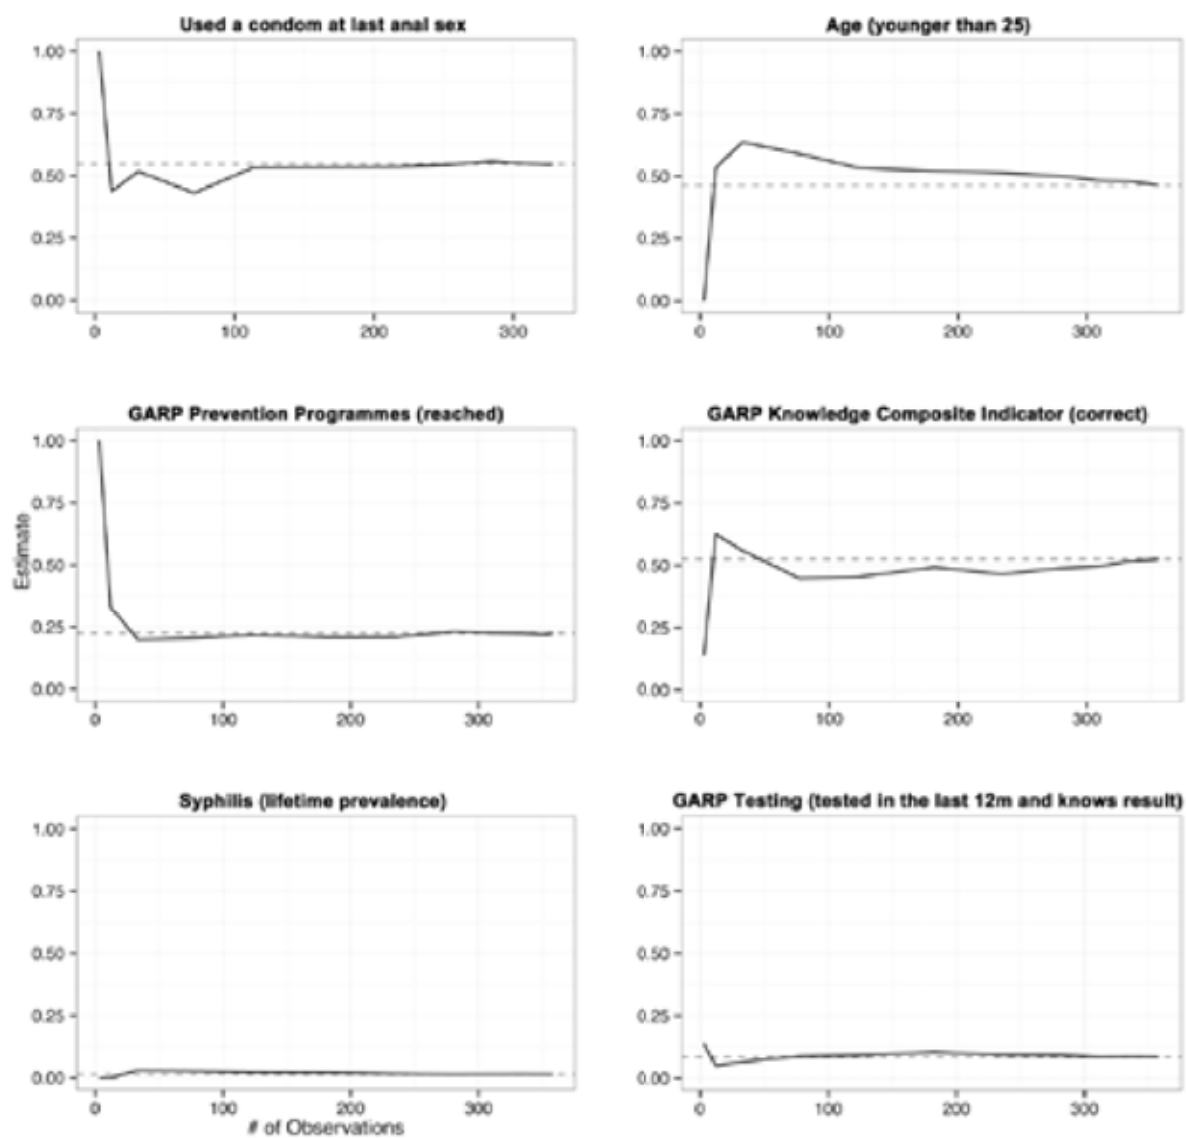 Used a condom at last anal sex
1.00
0.75
0.50
0.25
0.00
0 100 200 300
Age (younger than 25)
1.00
0.75
0.50
0.25
0.00
0 100 200 300
GARP Prevention Programmes (reached)
Estimate
1.00
0.75
0.50
0.25
0.00
0 100 200 300
GARP Knowledge Composite Indicator (correct)
1.00
0.75
0.50
0.25
0.00
0 100 200 300
Syphilis (lifetime prevalence)
1.00
0.75
0.50
0.25
0.00
0 100 200 300
# of Observations
GARP Testing (tested in the last 12m and knows result)
1.00
0.75
0.50
0.25
0.00
0 100 200 300